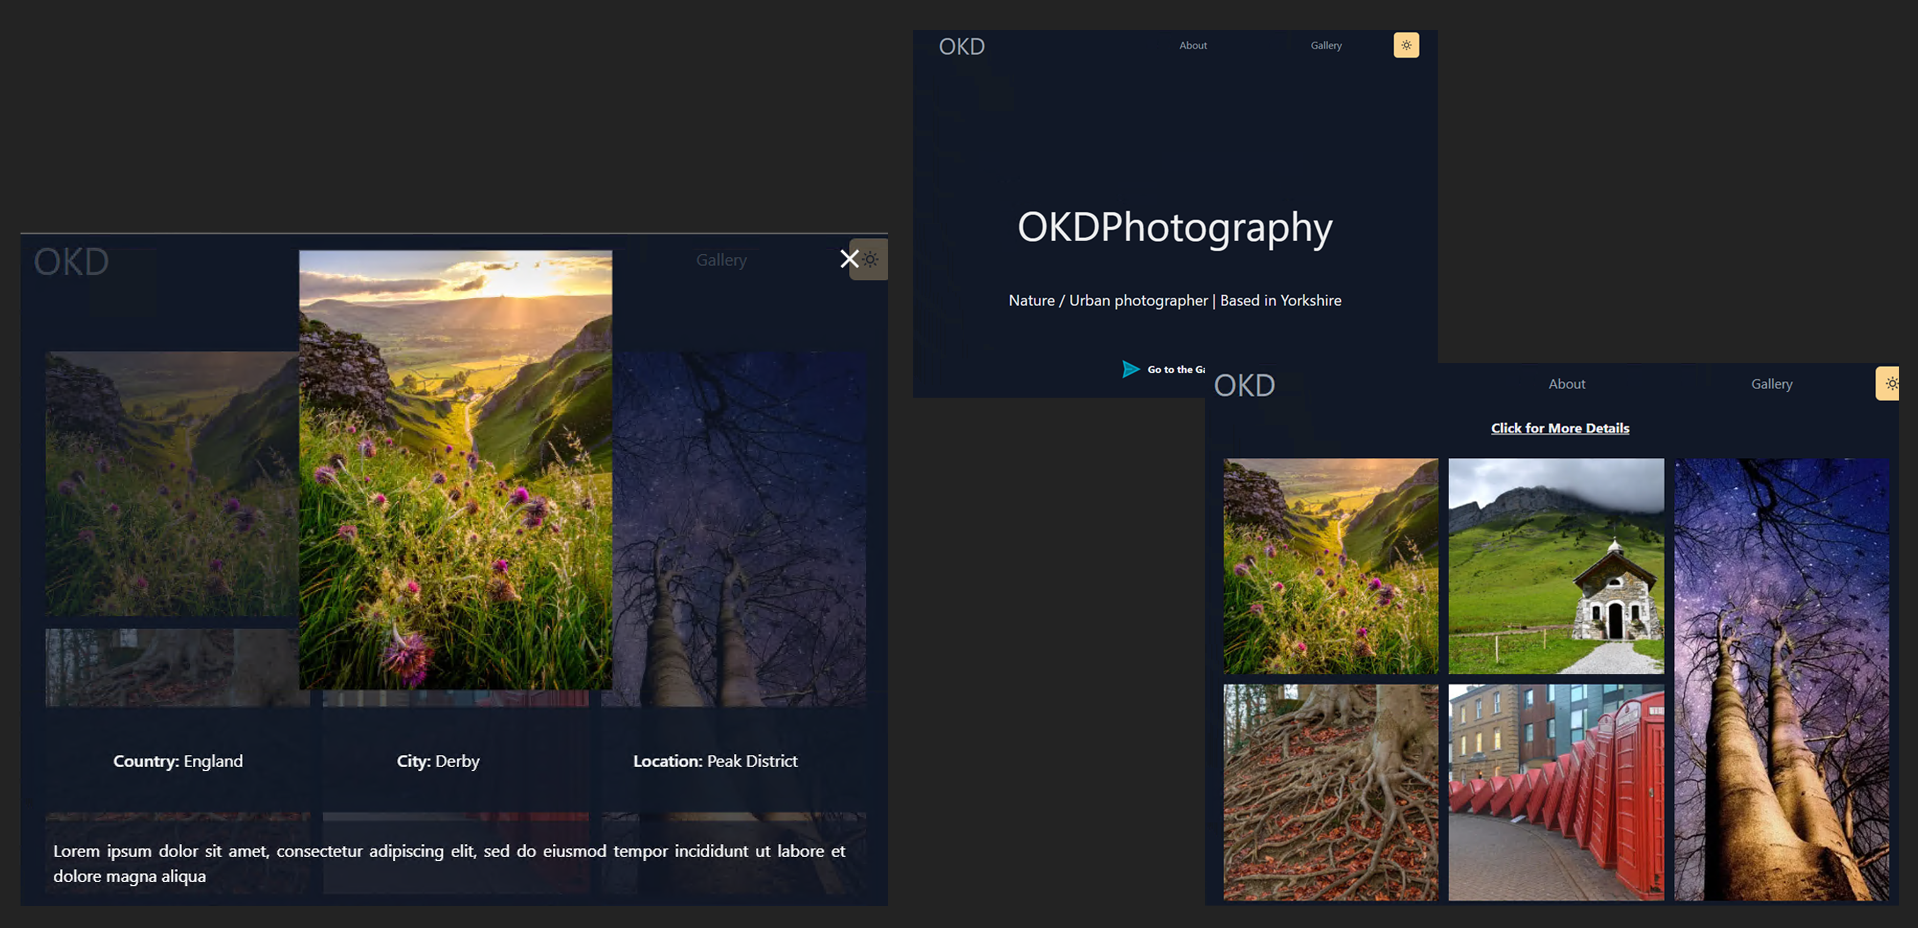 OKD
Gallery
Country: England
City: Derby
Location: Peak District
Lorem ipsum dolor sit amet, consectetur adipiscing elit, sed do eiusmod tempor incididunt ut labore et
dolore magna aliqua
OKD
About
Gallery
OKDPhotography
Nature / Urban photographer | Based in Yorkshire
Go to the Ga
OKD
About
Gallery
Click for More Details